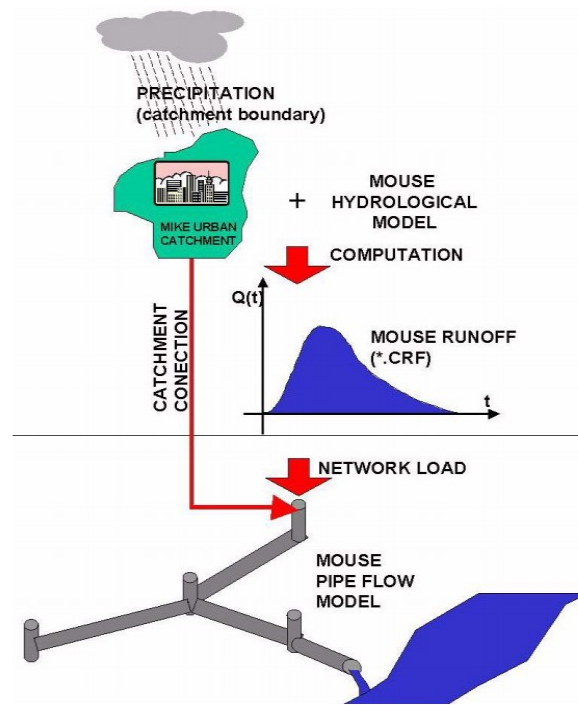 PRECIPITATION
(catchment boundary)
MIKE URBAN
CATCHMENT
+
MOUSE
HYDROLOGICAL
MODEL
COMPUTATION
Q(t)
MOUSE RUNOFF
(*.CRF)
t
CATCHMENT
CONECTION
NETWORK LOAD
MOUSE
PIPE FLOW
MODEL